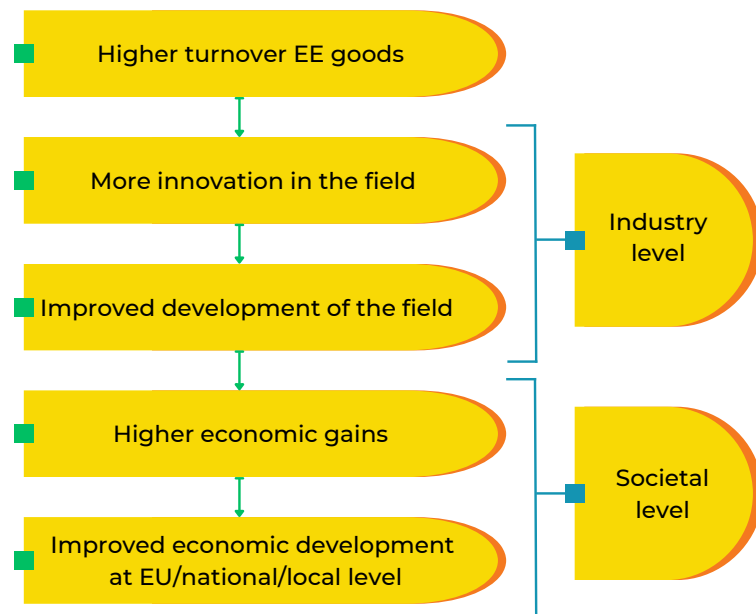 Higher turnover EE goods
More innovation in the field
Improved development of the field
Industry
level
Higher economic gains
Improved economic development
at EU/national/local level
Societal
level